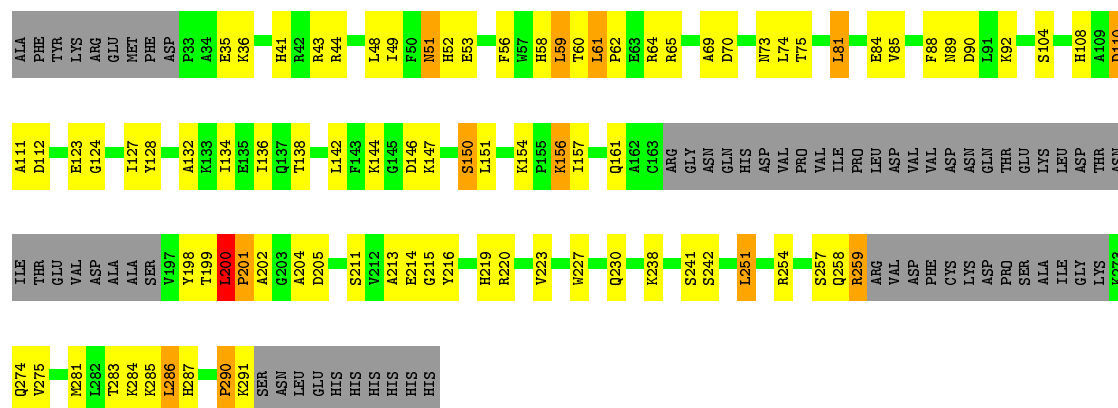 ALA PHE TYR LYS ARG GLU MET PHE ASP P33 A34 E35 K36 H41 R42 R43 R44 L48 I49 F50 N51 H52 E53 F56 W57 H58 L59 T60 L61 P62 E63 R64 R65 A69 D70 N73 L74 T75 L81 E84 V85 F88 N89 D90 L91 K92 S104 H108 A109 D110
A111 D112 E123 G124 I127 Y128 A132 K133 I134 E135 I136 Q137 T138 L142 F143 K144 G145 D146 K147 S150 L151 K154 P155 K156 I157 Q161 A162 C163 ARG GLY ASN GLN HIS ASP VAL PRO VAL ILE PRO LEU ASP VAL VAL ASP ASN GLN THR GLU LYS LEU ASP THR ASN
ILE THR GLU VAL ASP ALA ALA SER V197 Y198 T199 L200 P201 A202 G203 A204 D205 S211 V212 A213 E214 G215 Y216 H219 R220 V223 W227 Q230 K238 S241 S242 L251 R254 S257 Q258 R259 ARG VAL ASP PHE CYS LYS ASP PRO SER ALA ILE GLY LYS K273
Q274 V275 M281 L282 T283 K284 K285 L286 H287 P290 K291 SER ASN LEU GLU HIS HIS HIS HIS HIS HIS